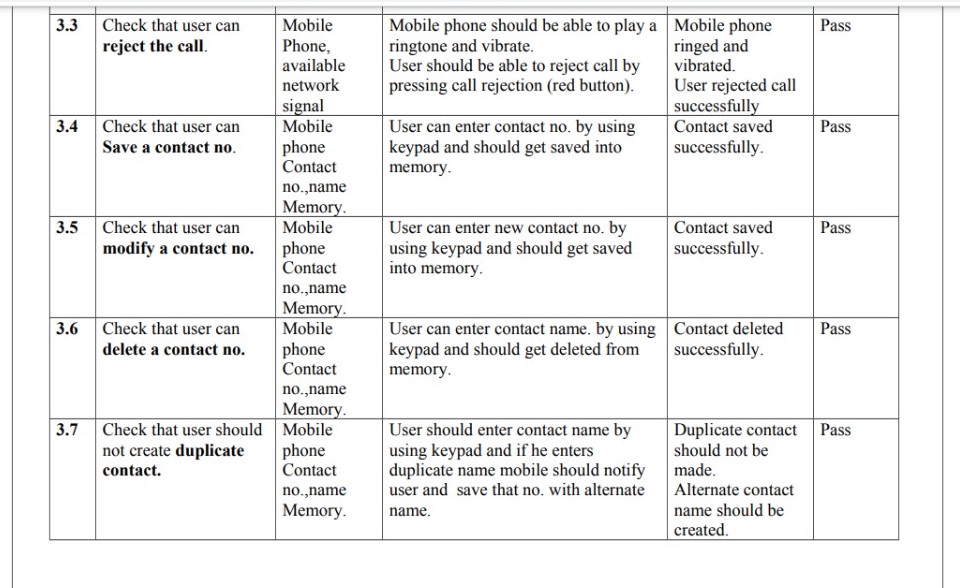 3.3 Check that user can reject the call. Mobile Phone, available network signal Mobile phone should be able to play a ringtone and vibrate. User should be able to reject call by pressing call rejection (red button). Mobile phone ringed and vibrated. User rejected call successfully Pass
3.4 Check that user can Save a contact no. Mobile phone Contact no.,name Memory. User can enter contact no. by using keypad and should get saved into memory. Contact saved successfully. Pass
3.5 Check that user can modify a contact no. Mobile phone Contact no.,name Memory. User can enter new contact no. by using keypad and should get saved into memory. Contact saved successfully. Pass
3.6 Check that user can delete a contact no. Mobile phone Contact no.,name Memory. User can enter contact name. by using keypad and should get deleted from memory. Contact deleted successfully. Pass
3.7 Check that user should not create duplicate contact. Mobile phone Contact no.,name Memory. User should enter contact name by using keypad and if he enters duplicate name mobile should notify user and save that no. with alternate name. Duplicate contact should not be made. Alternate contact name should be created. Pass